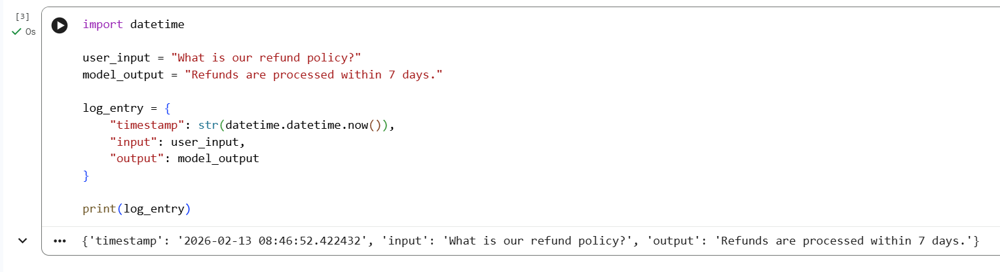 [3]
0s
import datetime
user_input = "What is our refund policy?"
model_output = "Refunds are processed within 7 days."
log_entry = {
    "timestamp": str(datetime.datetime.now()),
    "input": user_input,
    "output": model_output
}
print(log_entry)
{'timestamp': '2026-02-13 08:46:52.422432', 'input': 'What is our refund policy?', 'output': 'Refunds are processed within 7 days.'}